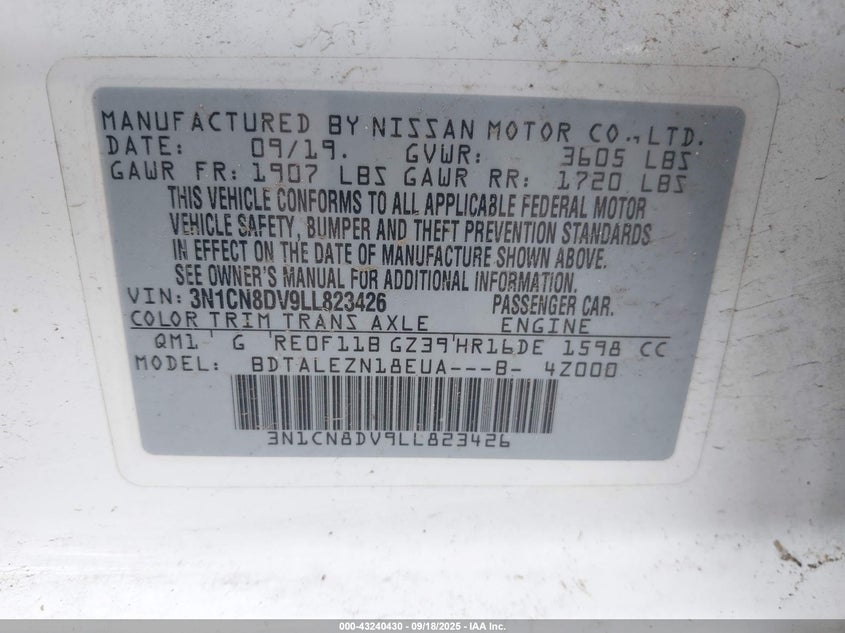 MANUFACTURED BY NISSAN MOTOR CO., LTD.
DATE: 09/19. GVWR: 3605 LBS
GAWR FR: 1907 LBS GAWR RR: 1720 LBS
THIS VEHICLE CONFORMS TO ALL APPLICABLE FEDERAL MOTOR
VEHICLE SAFETY, BUMPER AND THEFT PREVENTION STANDARDS
IN EFFECT ON THE DATE OF MANUFACTURE SHOWN ABOVE.
SEE OWNER'S MANUAL FOR ADDITIONAL INFORMATION.
VIN: 3N1CN8DV9LL823426 PASSENGER CAR.
COLOR TRIM TRANS AXLE ENGINE
QM1 G RE0F11B GZ39 HR16DE 1598 CC
MODEL: BDTALEZN18EUA---B- 4Z000
3N1CN8DV9LL823426
000-43240430 - 09/18/2025 - IAA Inc.